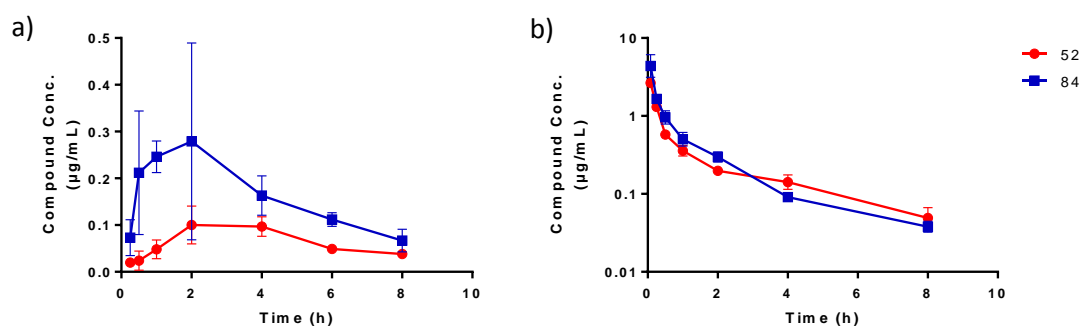 a)
Compound Conc.
(µg/mL)
0.5
0.4
0.3
0.2
0.1
0.0
0 2 4 6 8 10
Time (h)
b)
Compound Conc.
(µg/mL)
10
1
0.1
0.01
0 2 4 6 8 10
Time (h)
52
84